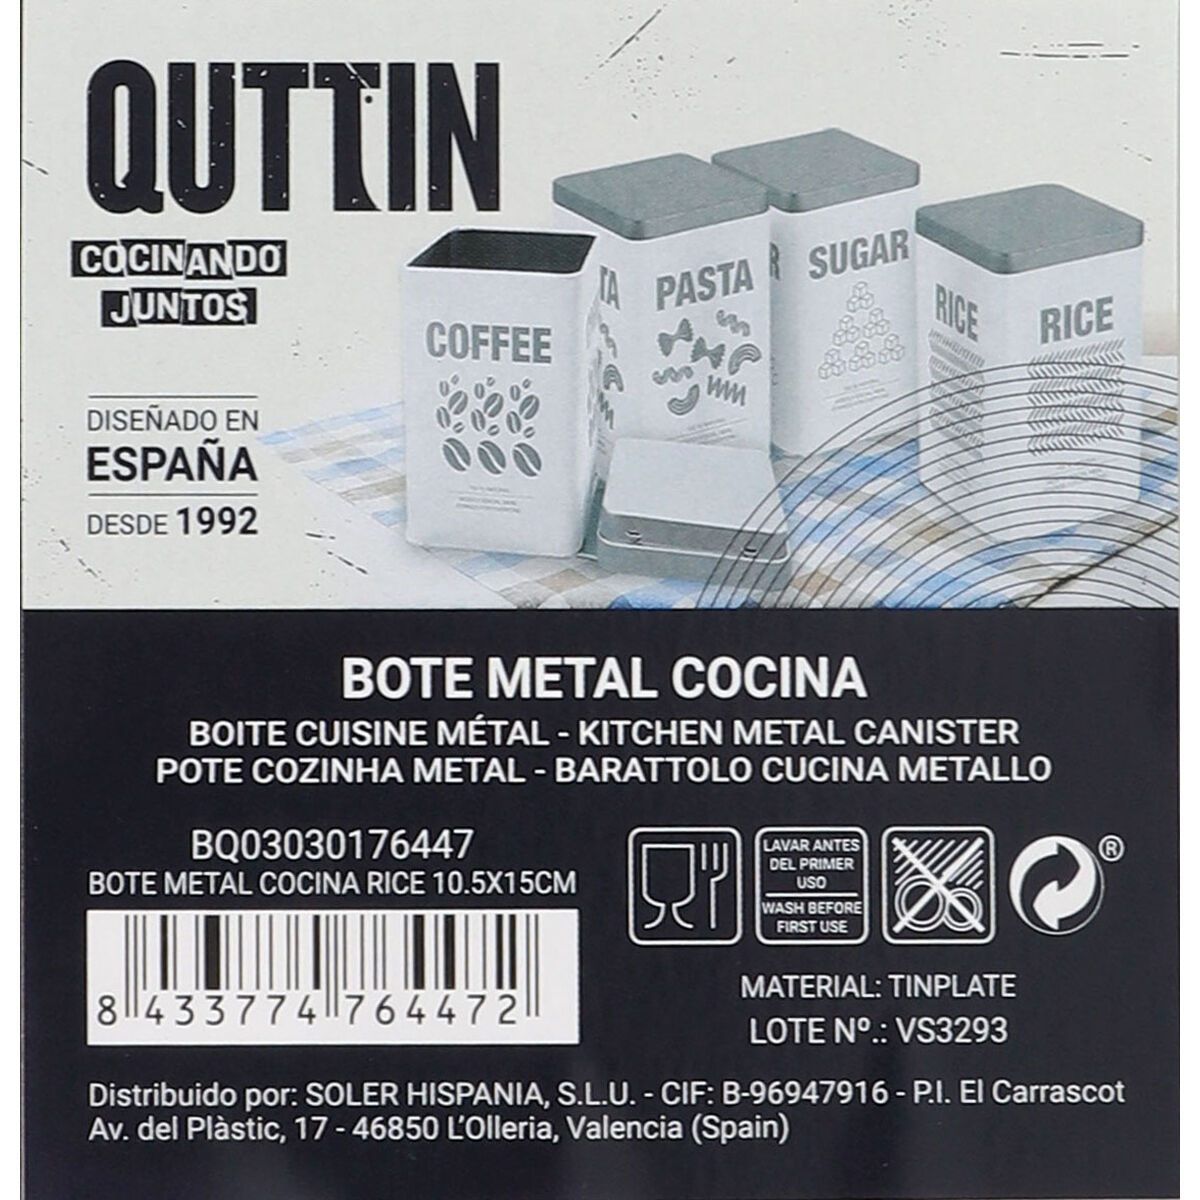 QUTTIN
COCINANDO
JUNTOS
DISEÑADO EN
ESPAÑA
DESDE 1992
COFFEE
TA
PASTA
R
SUGAR
RICE
RICE
BOTE METAL COCINA
BOITE CUISINE MÉTAL - KITCHEN METAL CANISTER
POTE COZINHA METAL - BARATTOLO CUCINA METALLO
BQ03030176447
BOTE METAL COCINA RICE 10.5X15CM
8 433774 764472
LAVAR ANTES
DEL PRIMER
USO
WASH BEFORE
FIRST USE
®
MATERIAL: TINPLATE
LOTE Nº.: VS3293
Distribuido por: SOLER HISPANIA, S.L.U. - CIF: B-96947916 - P.I. El Carrascot
Av. del Plàstic, 17 - 46850 L'Olleria, Valencia (Spain)